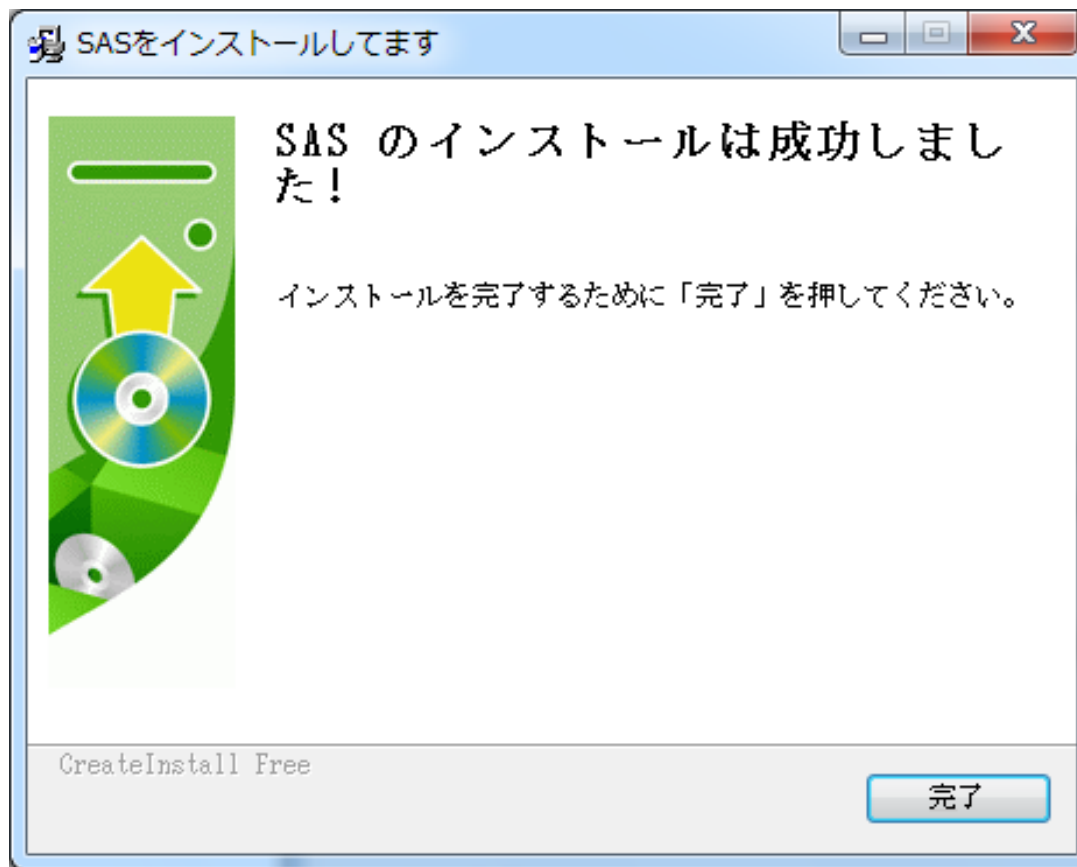 SASをインストールしてます
SAS のインストールは成功しまし
た!
インストールを完了するために「完了」を押してください。
CreateInstall Free
完了